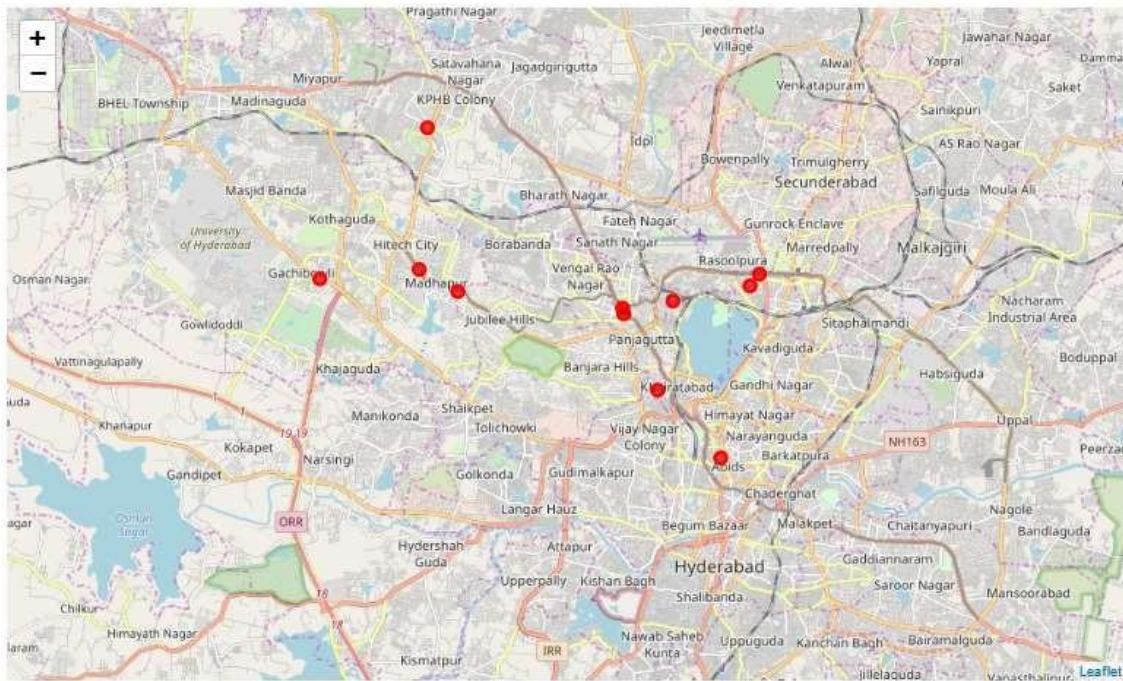 Pragathi Nagar
Jeedimetla
Village
Jawahar Nagar
+
−
Satavahana
Nagar
Jagadgirigutta
Alwal
Yapral
Miyapur
Venkatapuram
Saket
BHEL Township
Madinaguda
KPHB Colony
Sainikpuri
Idpl
AS Rao Nagar
Bowenpally
Trimulgherry
Masjid Banda
Bharath Nagar
Secunderabad
Safilguda
Moula Ali
Kothaguda
Fateh Nagar
Gunrock Enclave
University
of Hyderabad
Hitech City
Borabanda
Sanath Nagar
Marredpally
Malkajgiri
Osman Nagar
Gachibowli
Madhapur
Vengal Rao
Nagar
Rasoolpura
Nacharam
Industrial Area
Gowlidoddi
Jubilee Hills
Sitaphalmandi
Panjagutta
Kavadiguda
Vattinagulapally
Khajaguda
Banjara Hills
Boduppal
Khairatabad
Gandhi Nagar
Habsiguda
Manikonda
Shaikpet
Himayat Nagar
Uppal
Khanapur
19 19
Tolichowki
Vijay Nagar
Colony
Narayanguda
NH163
Kokapet
Narsingi
Abids
Barkatpura
Gandipet
Golkonda
Gudimalkapur
Chaderghat
Osman
Sagar
ORR
Langar Hauz
Begum Bazaar
Malakpet
Chaitanyapuri
Nagole
Bandlaguda
Hydershah
Guda
Attapur
Hyderabad
Gaddiannaram
Upperpally
Kishan Bagh
Saroor Nagar
Mansoorabad
Chilkur
18
Shalibanda
Himayath Nagar
18
Nawab Saheb
Kunta
Uppuguda
Kanchan Bagh
Bairamalguda
Kismatpur
IRR
Jillelaguda
Vanasthalipur
Leaflet